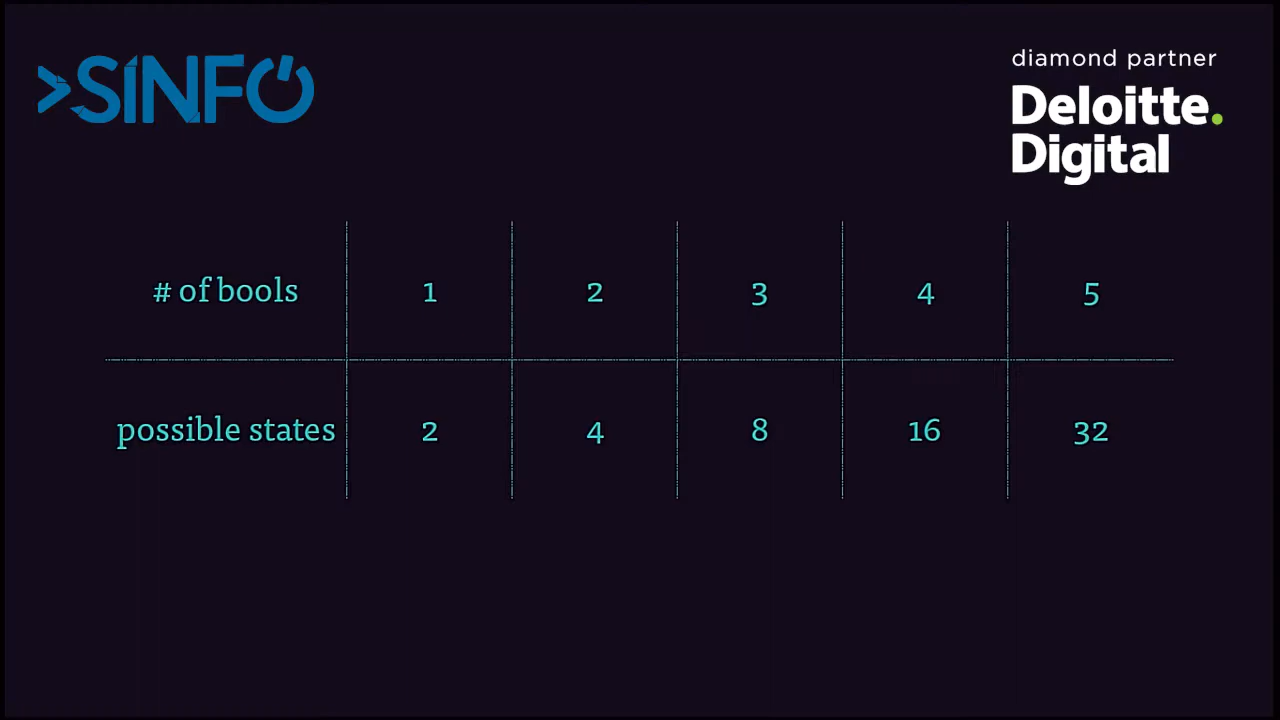 >SINFO
diamond partner
Deloitte.
Digital
# of bools 1 2 3 4 5
possible states 2 4 8 16 32